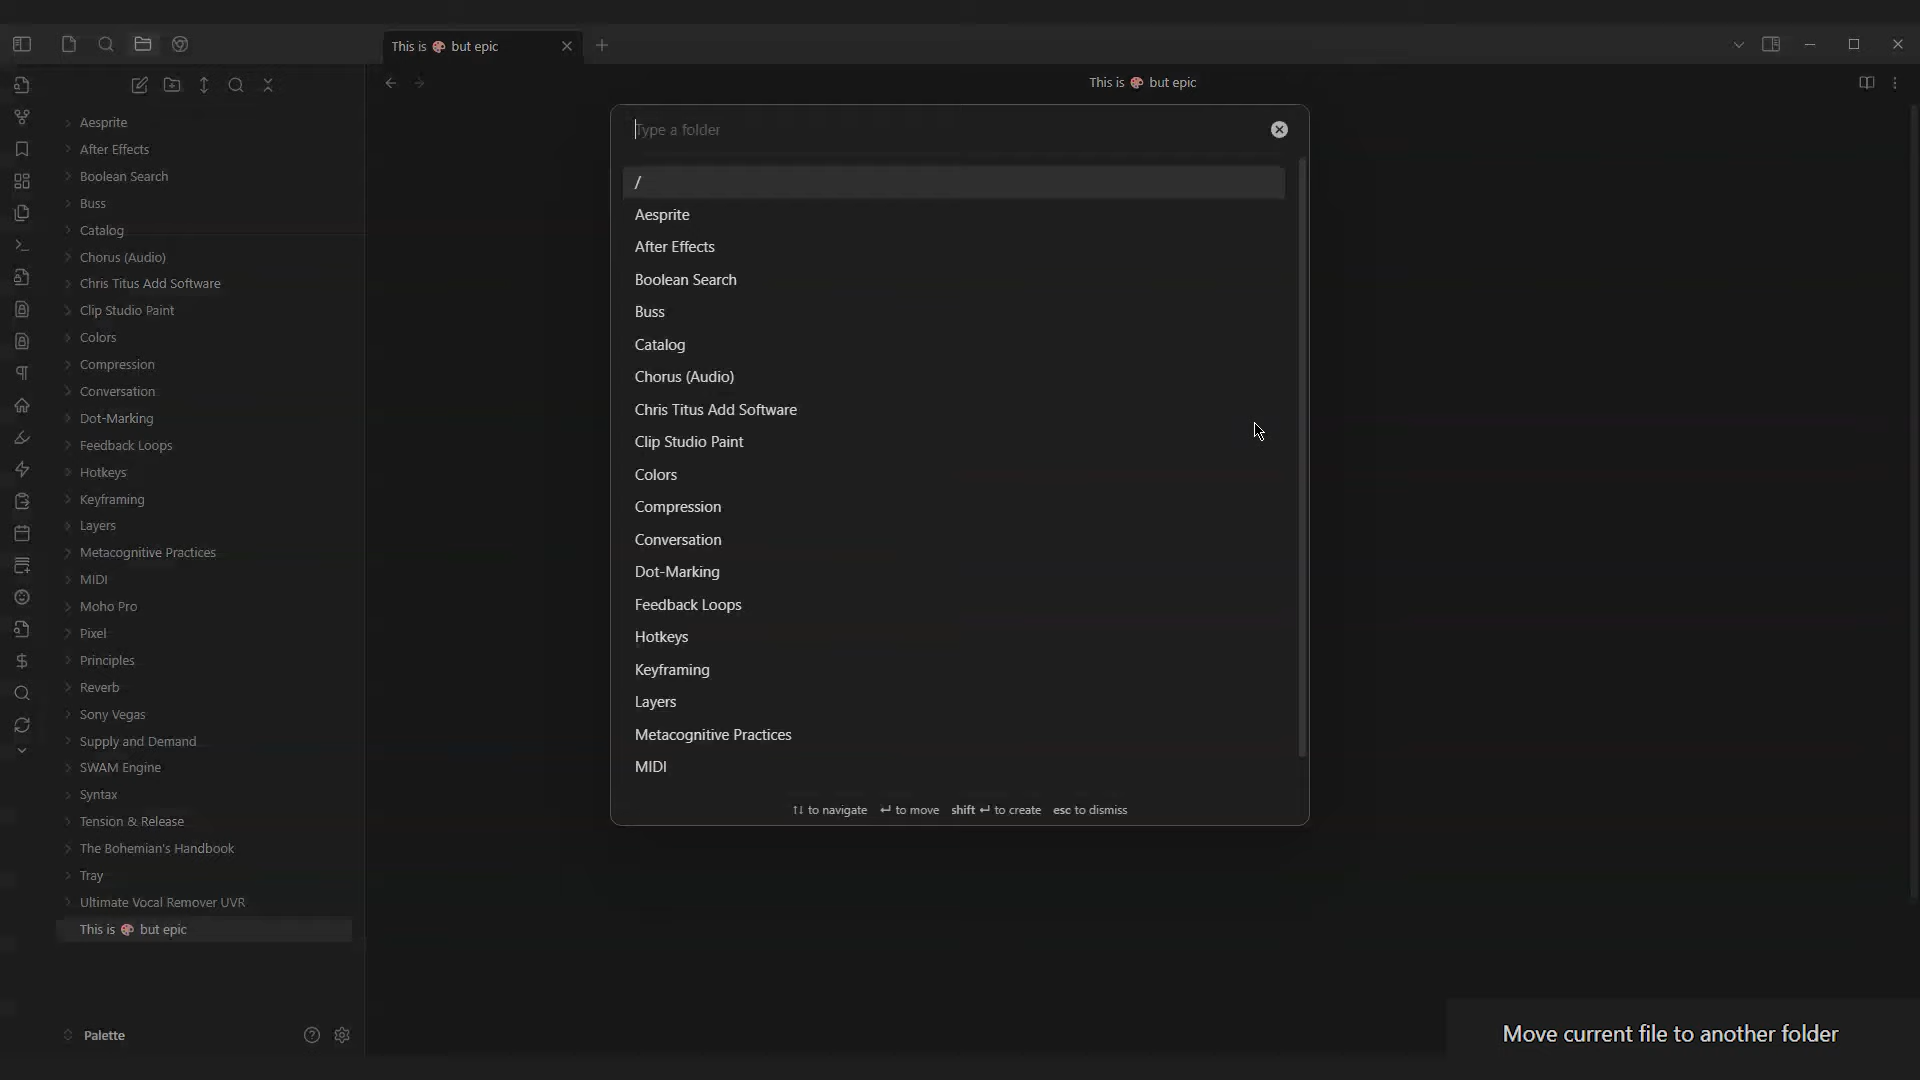 This is 🎨 but epic
This is 🎨 but epic
Aesprite
After Effects
Boolean Search
Buss
Catalog
Chorus (Audio)
Chris Titus Add Software
Clip Studio Paint
Colors
Compression
Conversation
Dot-Marking
Feedback Loops
Hotkeys
Keyframing
Layers
Metacognitive Practices
MIDI
Moho Pro
Pixel
Principles
Reverb
Sony Vegas
Supply and Demand
SWAM Engine
Syntax
Tension & Release
The Bohemian's Handbook
Tray
Ultimate Vocal Remover UVR
This is 🎨 but epic
Palette
Type a folder
/
Aesprite
After Effects
Boolean Search
Buss
Catalog
Chorus (Audio)
Chris Titus Add Software
Clip Studio Paint
Colors
Compression
Conversation
Dot-Marking
Feedback Loops
Hotkeys
Keyframing
Layers
Metacognitive Practices
MIDI
↑↓ to navigate ↵ to move shift ↵ to create esc to dismiss
Move current file to another folder